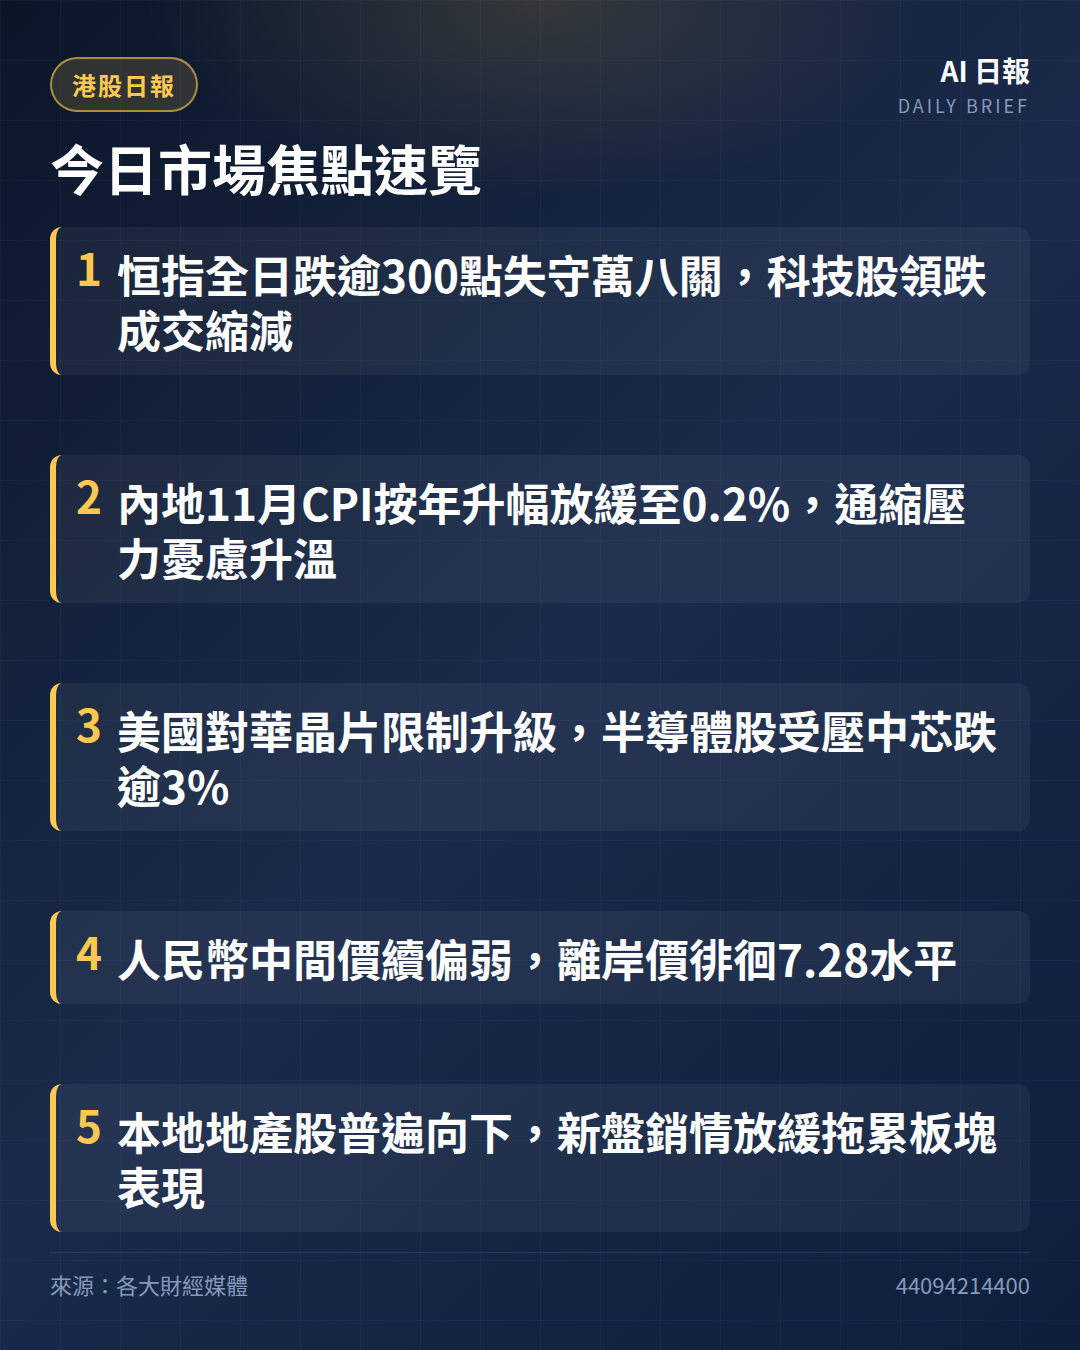 港股日報
AI 日報
DAILY BRIEF
今日市場焦點速覽
1 恒指全日跌逾300點失守萬八關，科技股領跌
成交縮減
2 內地11月CPI按年升幅放緩至0.2%，通縮壓
力憂慮升溫
3 美國對華晶片限制升級，半導體股受壓中芯跌
逾3%
4 人民幣中間價續偏弱，離岸價徘徊7.28水平
5 本地地產股普遍向下，新盤銷情放緩拖累板塊
表現
來源：各大財經媒體
44094214400